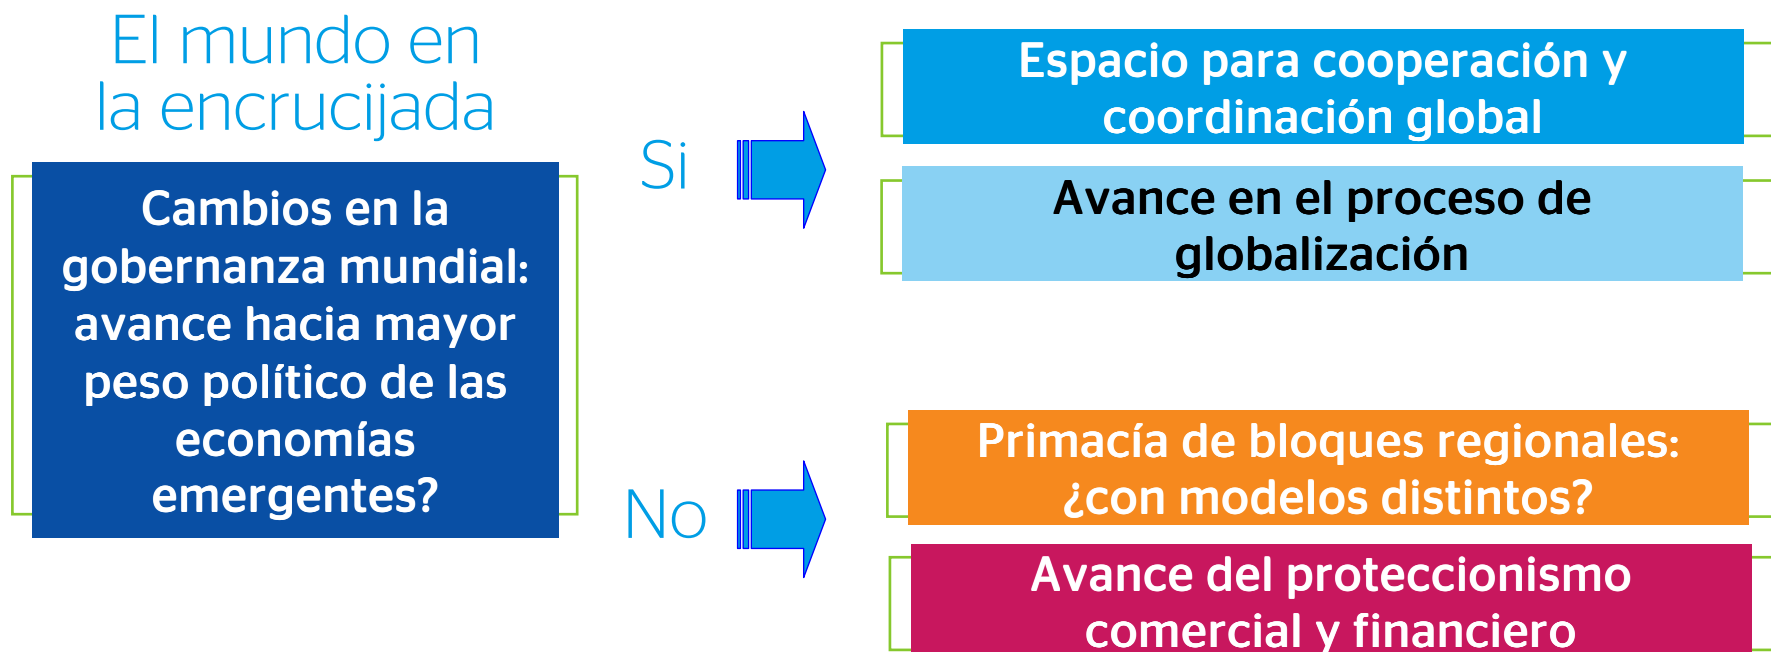 El mundo en
la encrucijada
Cambios en la
gobernanza mundial:
avance hacia mayor
peso político de las
economías
emergentes?
Si
Espacio para cooperación y
coordinación global
Avance en el proceso de
globalización
No
Primacía de bloques regionales:
¿con modelos distintos?
Avance del proteccionismo
comercial y financiero